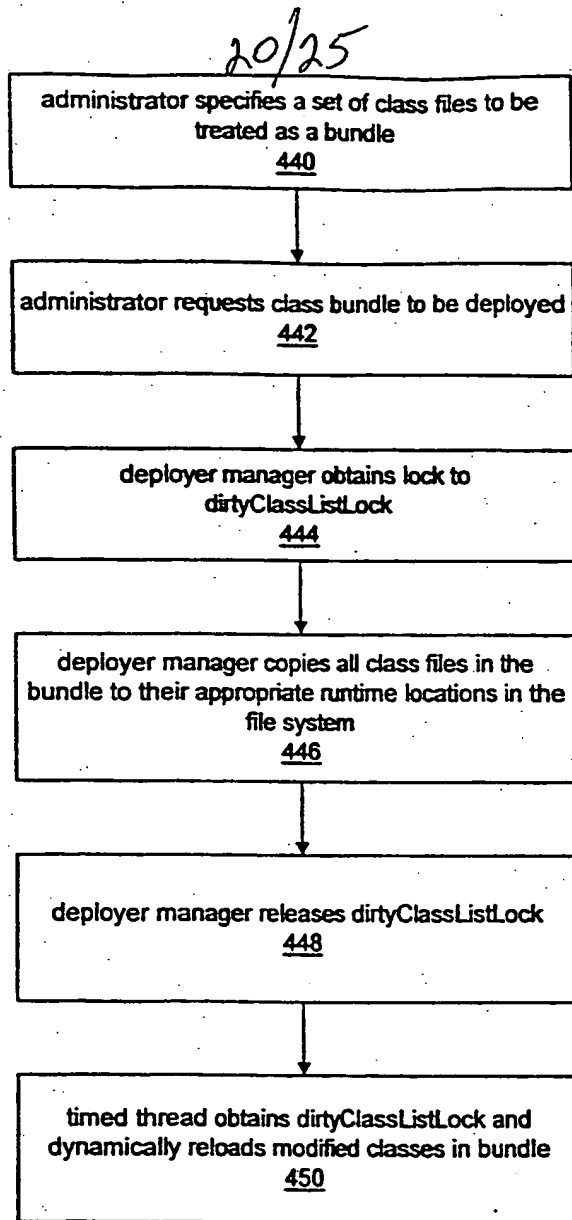 20/25
administrator specifies a set of class files to be
treated as a bundle
440
administrator requests class bundle to be deployed
442
deployer manager obtains lock to
dirtyClassListLock
444
deployer manager copies all class files in the
bundle to their appropriate runtime locations in the
file system
446
deployer manager releases dirtyClassListLock
448
timed thread obtains dirtyClassListLock and
dynamically reloads modified classes in bundle
450